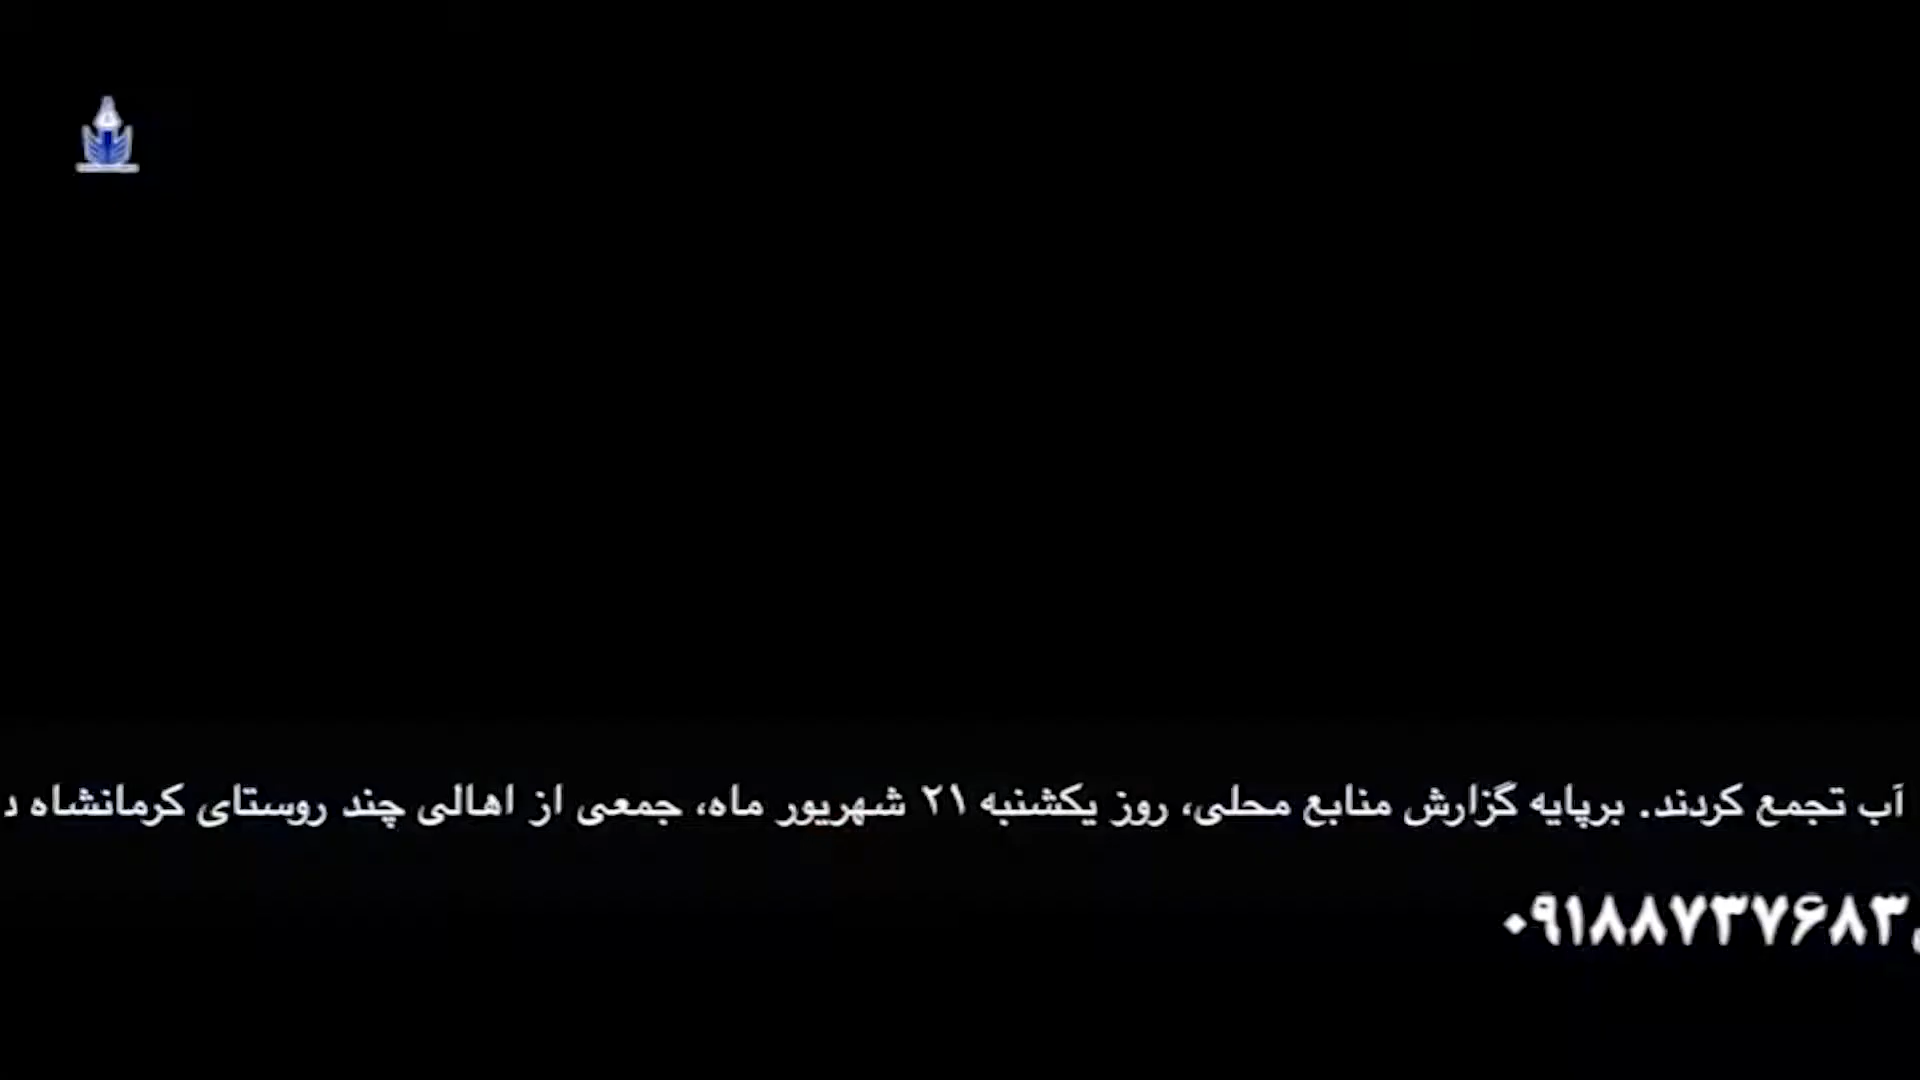 آب تجمع کردند. برپایه گزارش منابع محلی، روز یکشنبه ۲۱ شهریور ماه، جمعی از اهالی چند روستای کرمانشاه د
۰۹۱۸۸۷۳۷۶۸۳